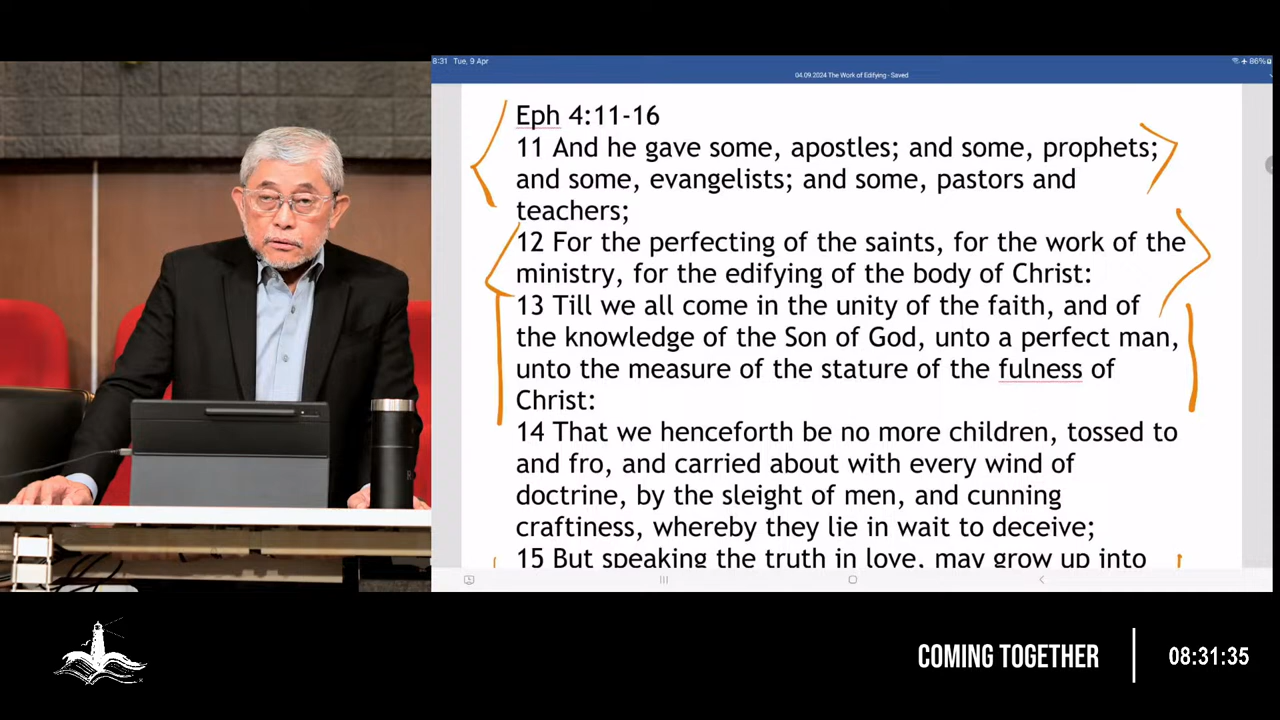 8:31 Tue, 9 Apr
86%
04.09.2024 The Work of Edifying - Saved
Eph 4:11-16
11 And he gave some, apostles; and some, prophets;
and some, evangelists; and some, pastors and
teachers;
12 For the perfecting of the saints, for the work of the
ministry, for the edifying of the body of Christ:
13 Till we all come in the unity of the faith, and of
the knowledge of the Son of God, unto a perfect man,
unto the measure of the stature of the fulness of
Christ:
14 That we henceforth be no more children, tossed to
and fro, and carried about with every wind of
doctrine, by the sleight of men, and cunning
craftiness, whereby they lie in wait to deceive;
15 But speaking the truth in love, may grow up into
COMING TOGETHER
08:31:35